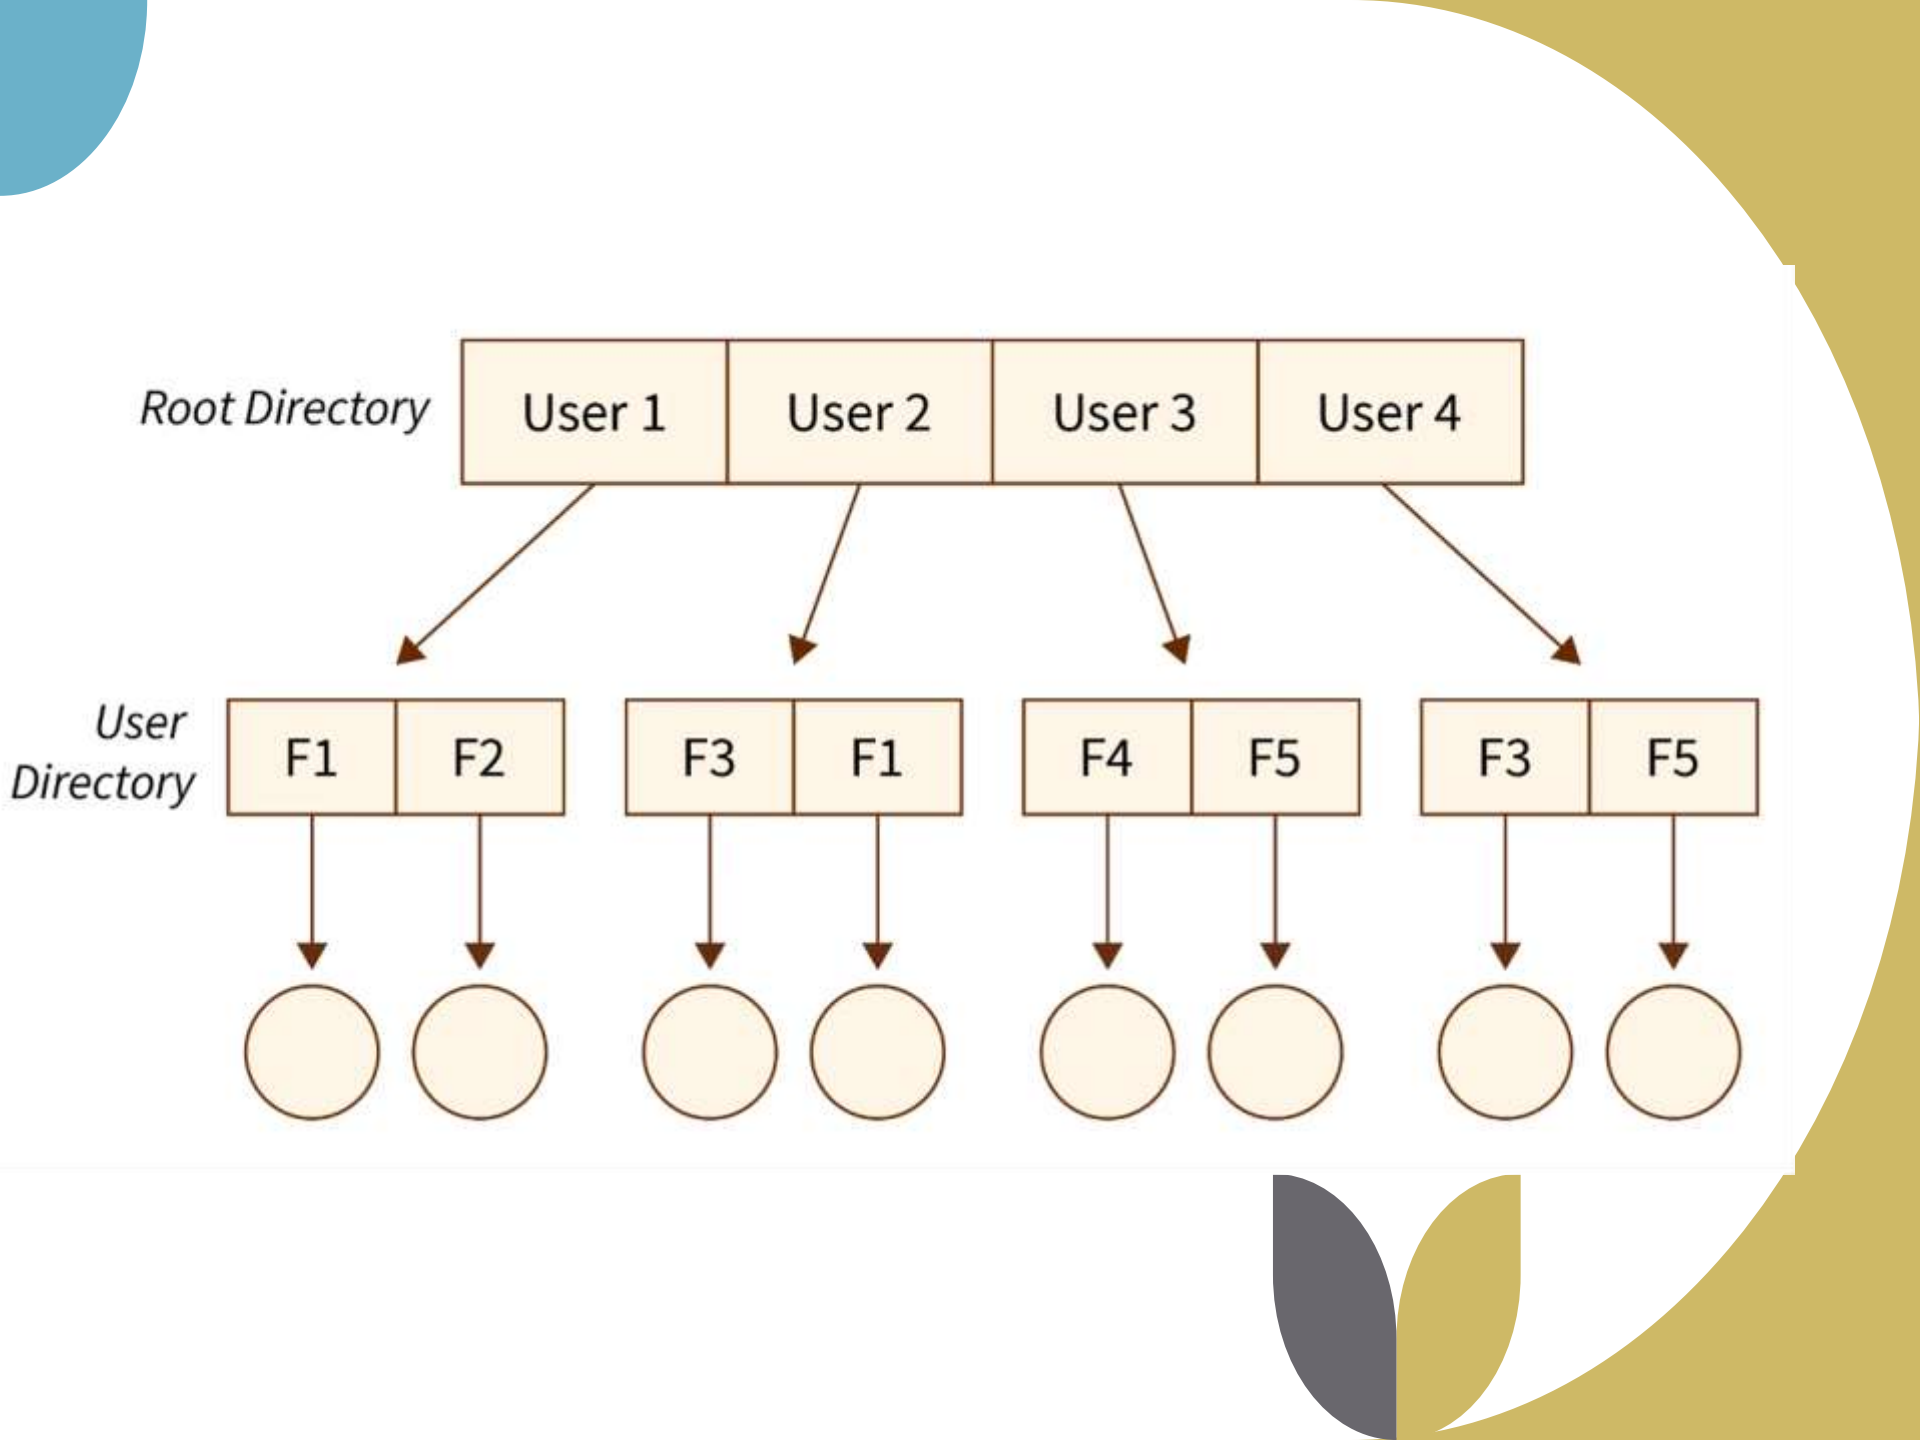 Root Directory
User 1
User 2
User 3
User 4
User
Directory
F1
F2
F3
F1
F4
F5
F3
F5